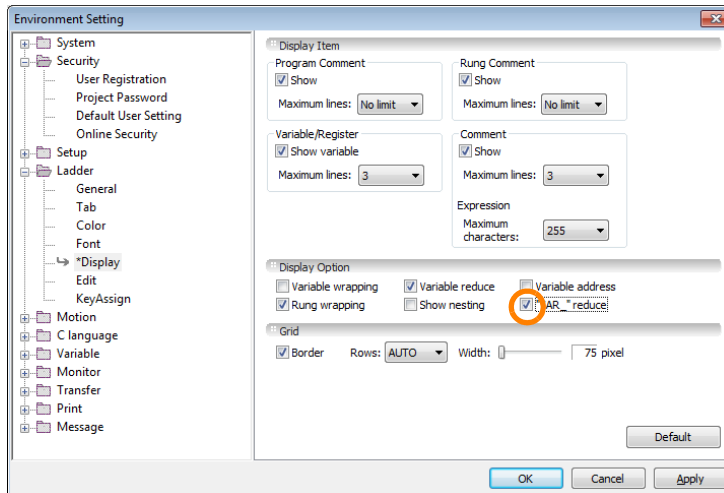 Environment Setting
System
Security
User Registration
Project Password
Default User Setting
Online Security
Setup
Ladder
General
Tab
Color
Font
*Display
Edit
KeyAssign
Motion
C language
Variable
Monitor
Transfer
Print
Message
Display Item
Program Comment
Show
Maximum lines: No limit
Rung Comment
Show
Maximum lines: No limit
Variable/Register
Show variable
Maximum lines: 3
Comment
Show
Maximum lines: 3
Expression
Maximum
characters: 255
Display Option
Variable wrapping Variable reduce Variable address
Rung wrapping Show nesting AR_" reduce
Grid
Border Rows: AUTO Width: 75 pixel
Default
OK Cancel Apply